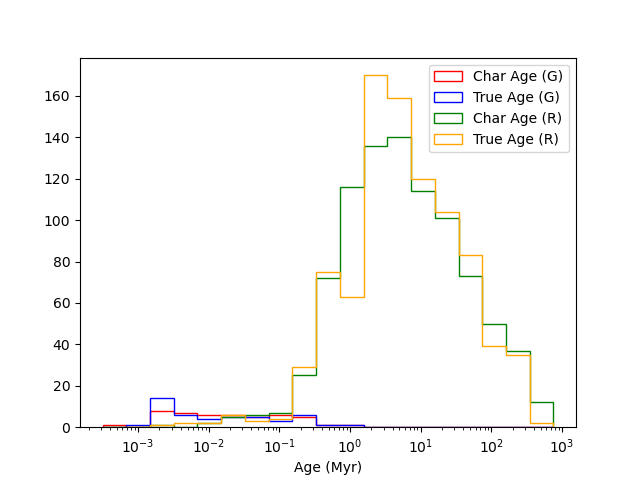 Char Age (G)
True Age (G)
Char Age (R)
True Age (R)
160
140
120
100
80
60
40
20
0
10⁻³ 10⁻² 10⁻¹ 10⁰ 10¹ 10² 10³
Age (Myr)